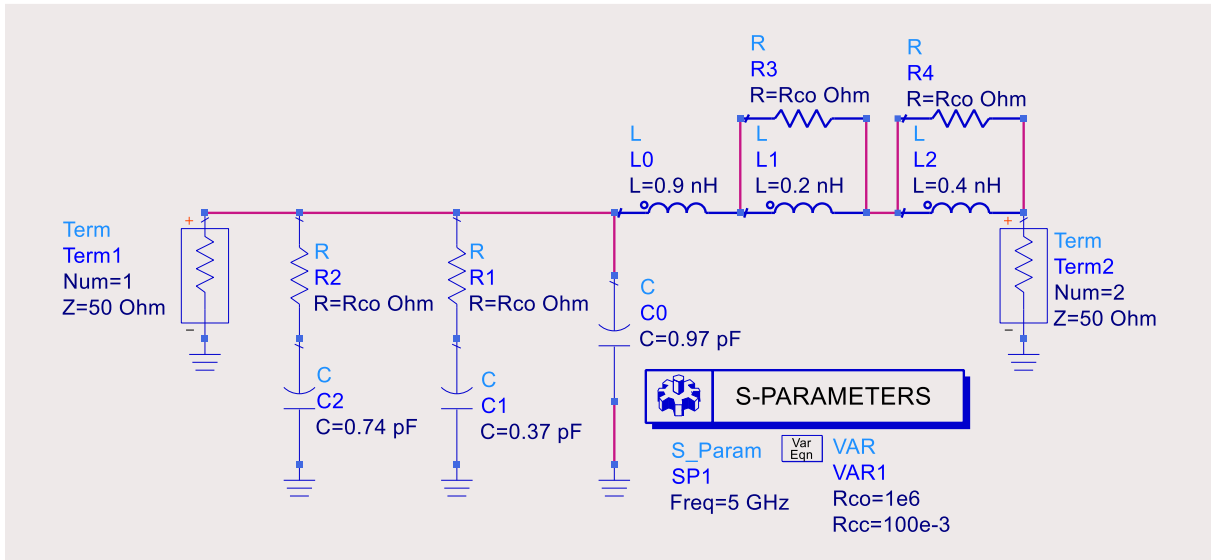 R
R3
R=Rco Ohm
R
R4
R=Rco Ohm
L
L0
L=0.9 nH
L
L1
L=0.2 nH
L
L2
L=0.4 nH
Term
Term1
Num=1
Z=50 Ohm
+
−
R
R2
R=Rco Ohm
R
R1
R=Rco Ohm
C
C2
C=0.74 pF
C
C1
C=0.37 pF
C
C0
C=0.97 pF
+
−
Term
Term2
Num=2
Z=50 Ohm
S-PARAMETERS
S_Param
SP1
Freq=5 GHz
Var
Eqn
VAR
VAR1
Rco=1e6
Rcc=100e-3